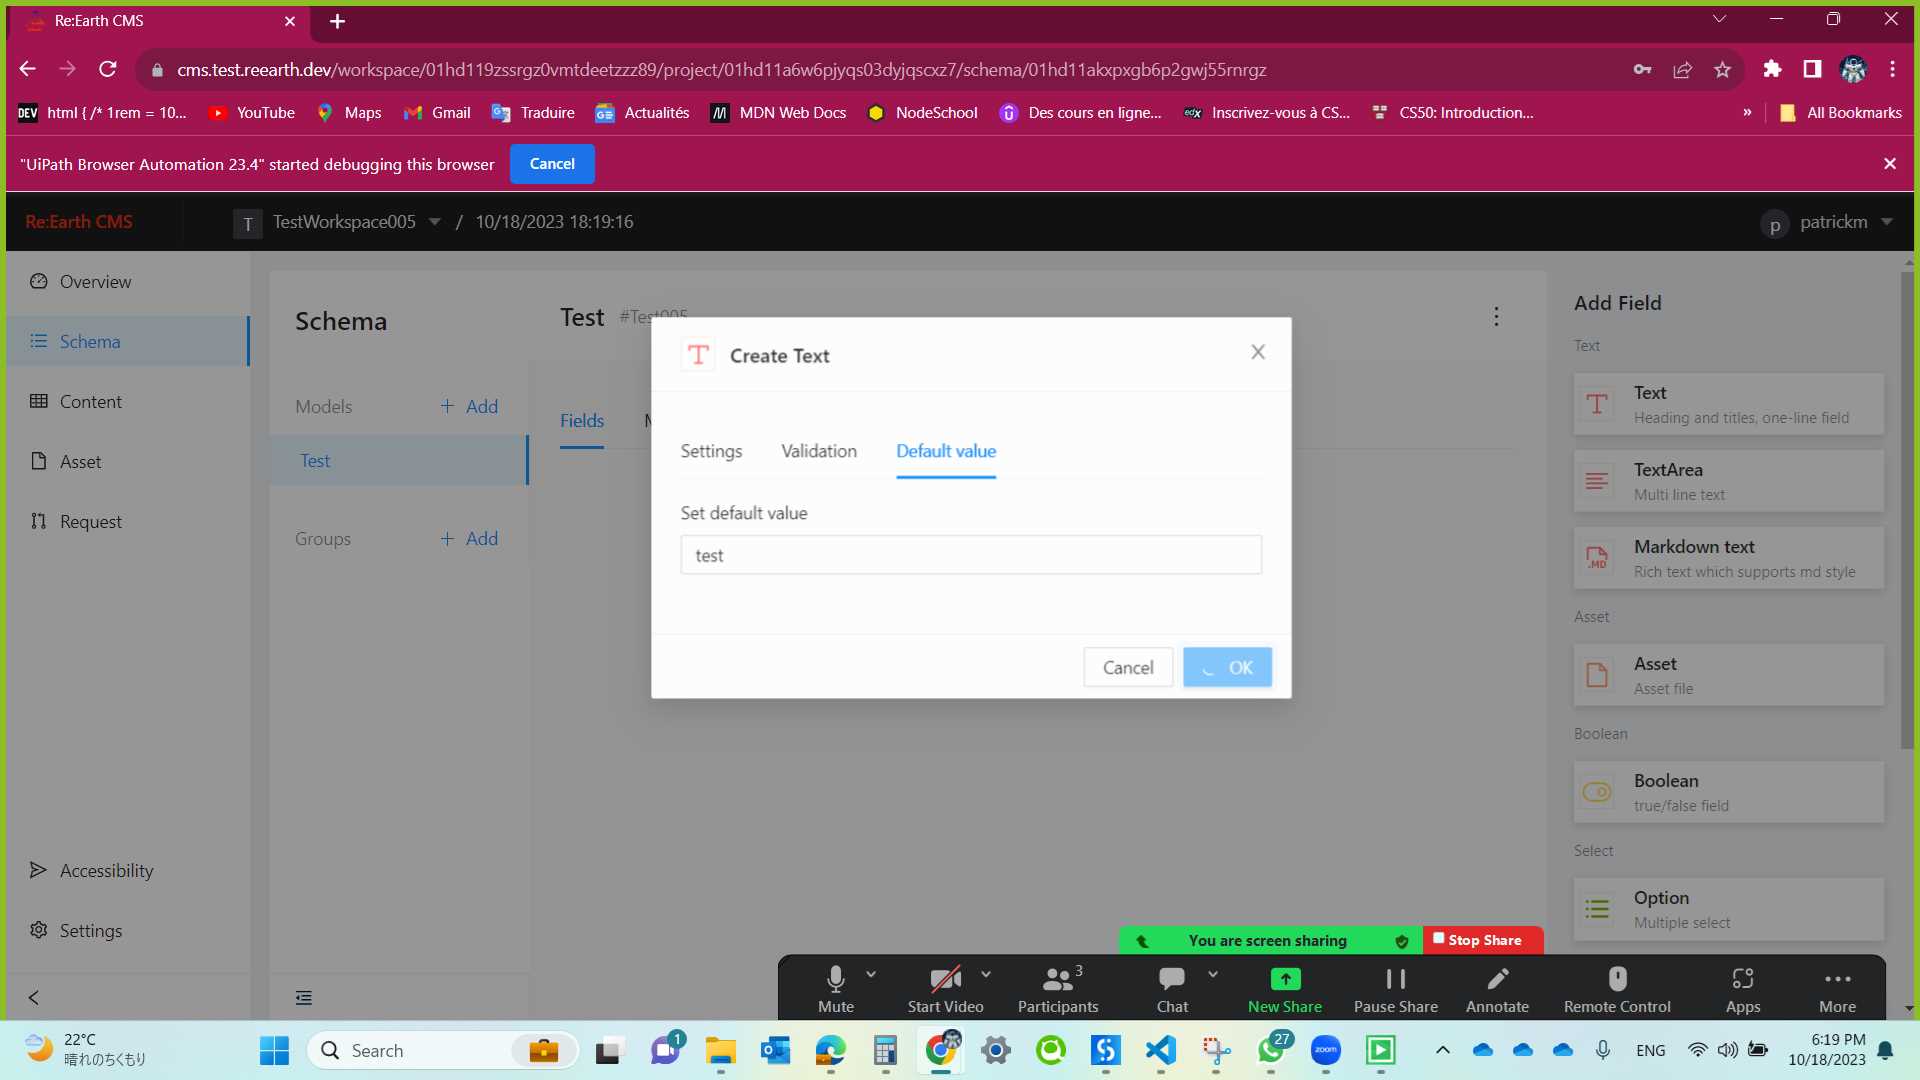 Re:Earth CMS
cms.test.reearth.dev/workspace/01hd119zssrgz0vmtdeetzzz89/project/01hd11a6w6pjyqs03dyjqscxz7/schema/01hd11akxpxgb6p2gwj55rnrgz
DEV html { /* 1rem = 10... YouTube Maps Gmail Traduire Actualités MDN Web Docs NodeSchool Des cours en ligne... edX Inscrivez-vous à CS... CS50: Introduction... » All Bookmarks
"UiPath Browser Automation 23.4" started debugging this browser Cancel
Re:Earth CMS T TestWorkspace005 / 10/18/2023 18:19:16 p patrickm
Overview
Schema
Content
Asset
Request
Accessibility
Settings
Schema
Models + Add
Test
Groups + Add
Test #Test005
Fields
Create Text
Settings Validation Default value
Set default value
test
Cancel OK
Add Field
Text
Text
Heading and titles, one-line field
TextArea
Multi line text
Markdown text
Rich text which supports md style
Asset
Asset
Asset file
Boolean
Boolean
true/false field
Select
Option
Multiple select
You are screen sharing Stop Share
Mute Start Video Participants 3 Chat New Share Pause Share Annotate Remote Control Apps More
22°C
晴れのちくもり
Search
1
27
zoom
ENG
6:19 PM
10/18/2023